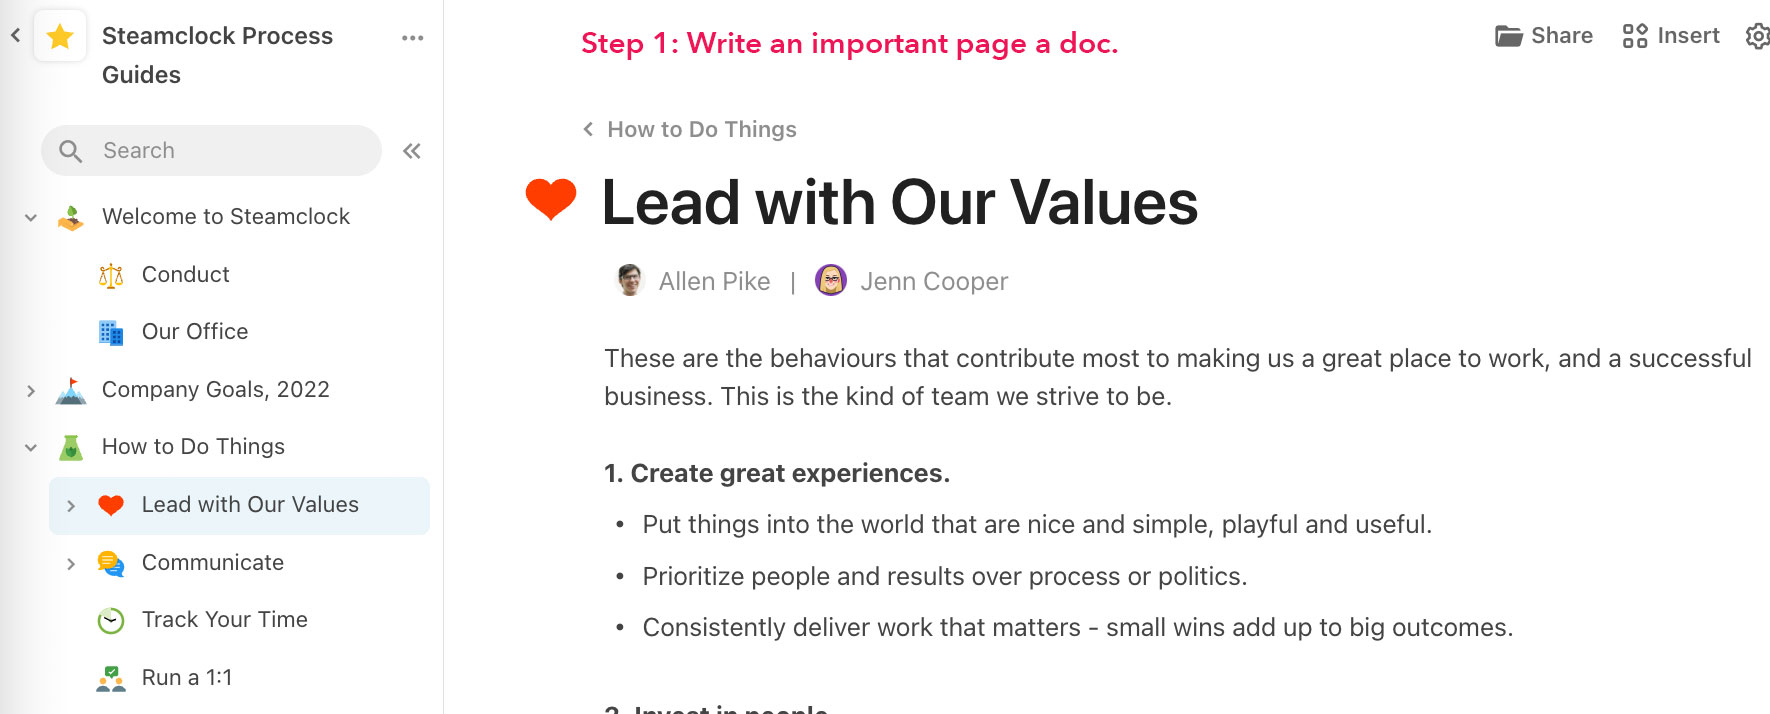 Steamclock Process
Guides
Search
Welcome to Steamclock
Conduct
Our Office
Company Goals, 2022
How to Do Things
Lead with Our Values
Communicate
Track Your Time
Run a 1:1
Step 1: Write an important page a doc.
Share
Insert
How to Do Things
Lead with Our Values
Allen Pike | Jenn Cooper
These are the behaviours that contribute most to making us a great place to work, and a successful
business. This is the kind of team we strive to be.
1. Create great experiences.
• Put things into the world that are nice and simple, playful and useful.
• Prioritize people and results over process or politics.
• Consistently deliver work that matters - small wins add up to big outcomes.
2. Invest in people